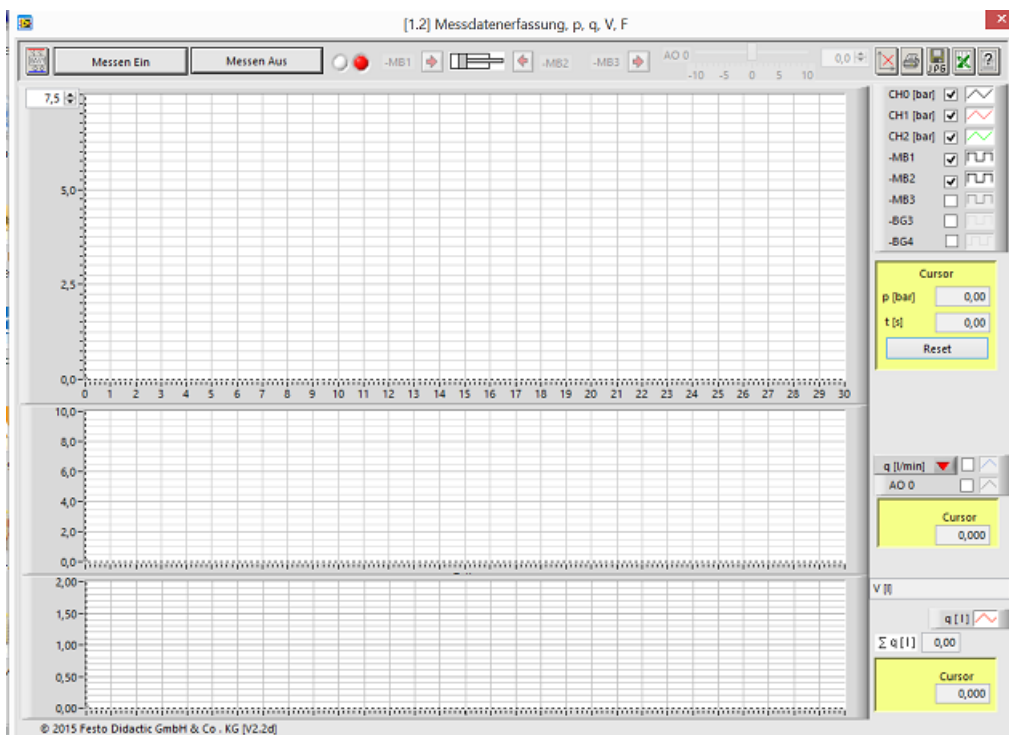 [1.2] Messdatenerfassung, p, q, V, F
Messen Ein
Messen Aus
-MB1
-MB2
-MB3
AO 0
-10 -5 0 5 10
0,0
JPG
?
7,5
5,0
2,5
0,0
0 1 2 3 4 5 6 7 8 9 10 11 12 13 14 15 16 17 18 19 20 21 22 23 24 25 26 27 28 29 30
CH0 [bar]
CH1 [bar]
CH2 [bar]
-MB1
-MB2
-MB3
-BG3
-BG4
Cursor
p [bar] 0,00
t [s] 0,00
Reset
10,0
8,0
6,0
4,0
2,0
0,0
q [l/min]
AO 0
Cursor
0,000
2,00
1,50
1,00
0,50
0,00
V [l]
q [ l ]
Σ q [ l ] 0,00
Cursor
0,000
© 2015 Festo Didactic GmbH & Co . KG [V2.2d]